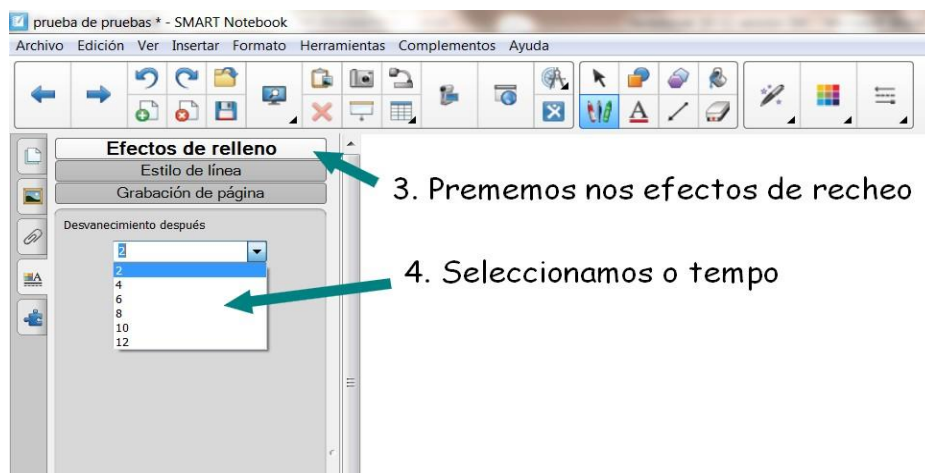 prueba de pruebas * - SMART Notebook
Archivo Edición Ver Insertar Formato Herramientas Complementos Ayuda
Efectos de relleno
Estilo de línea
Grabación de página
3. Prememos nos efectos de recheo
Desvanecimiento después
2
2
4
6
8
10
12
4. Seleccionamos o tempo